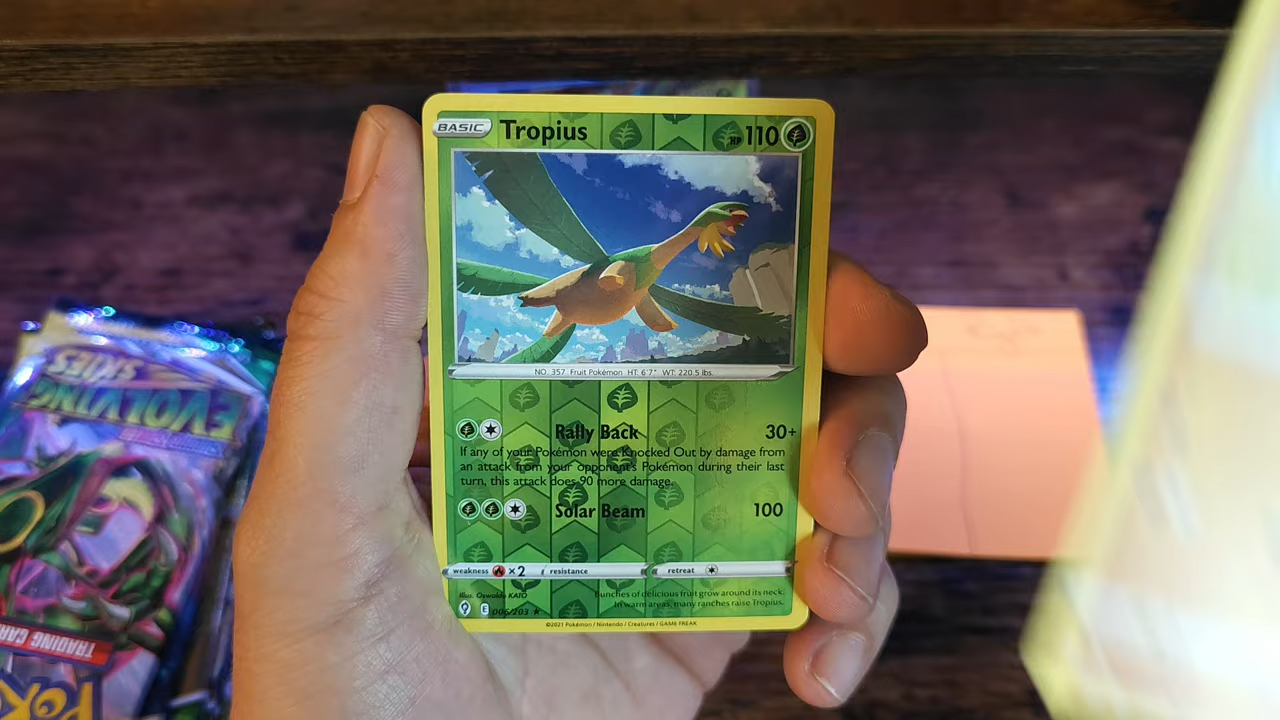 BASIC Tropius HP 110
NO. 357 Fruit Pokémon HT: 6'7" WT: 220.5 lbs.
Rally Back 30+
If any of your Pokémon were Knocked Out by damage from
an attack from your opponent's Pokémon during their last
turn, this attack does 90 more damage.
Solar Beam 100
weakness ×2 resistance retreat
Illus. Oswaldo KATO
Bunches of delicious fruit grow around its neck.
In warm areas, many ranches raise Tropius.
E 006/203 ★
©2021 Pokémon / Nintendo / Creatures / GAME FREAK
EVOLVING
SKIES
TRADING CAR
POK